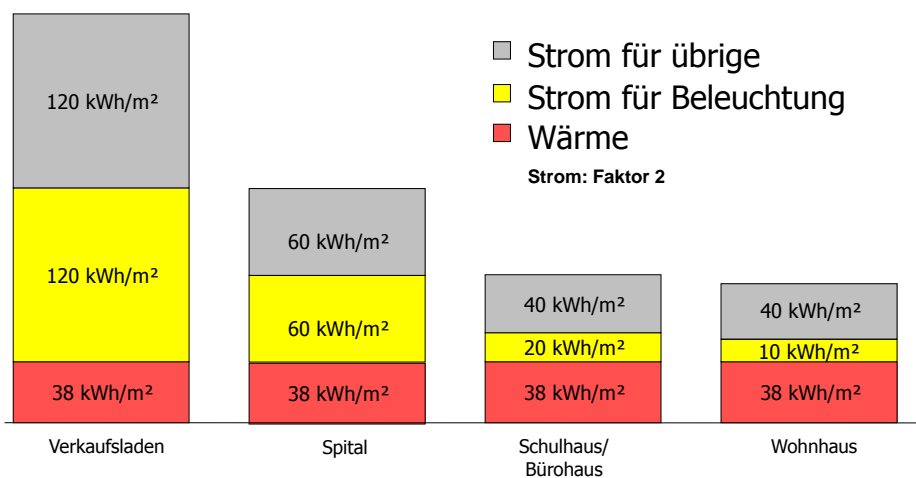 Strom für übrige
Strom für Beleuchtung
Wärme
Strom: Faktor 2
120 kWh/m²
120 kWh/m²
38 kWh/m²
60 kWh/m²
60 kWh/m²
38 kWh/m²
40 kWh/m²
20 kWh/m²
38 kWh/m²
40 kWh/m²
10 kWh/m²
38 kWh/m²
Verkaufsladen
Spital
Schulhaus/
Bürohaus
Wohnhaus